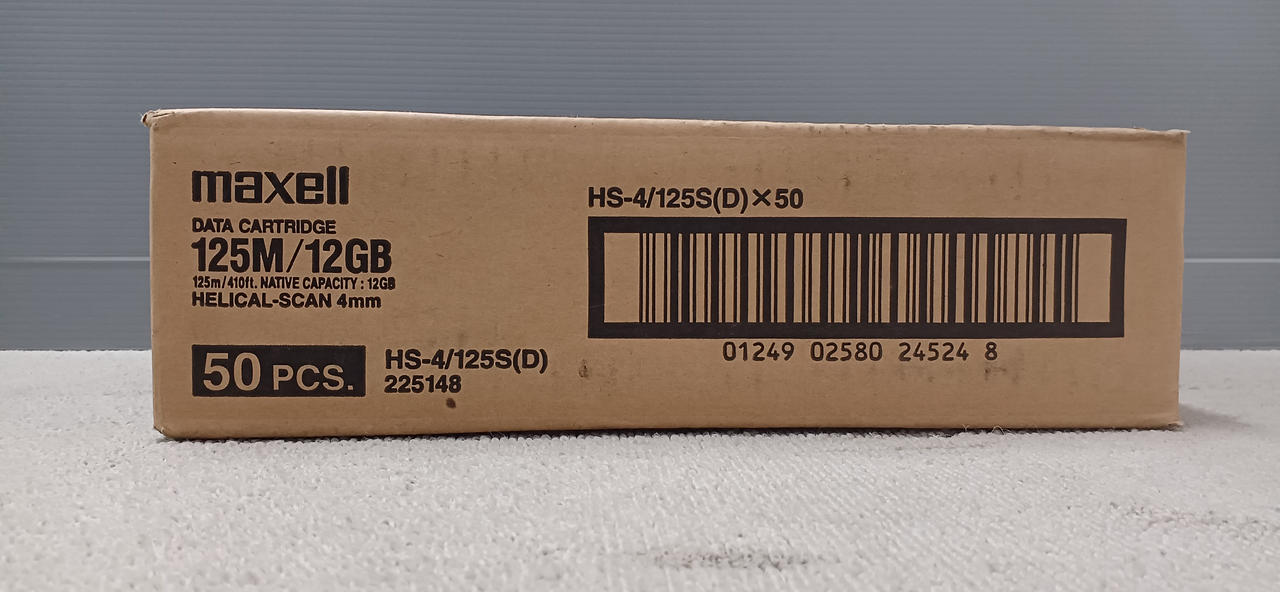 maxell
DATA CARTRIDGE
125M/12GB
125m/410ft. NATIVE CAPACITY : 12GB
HELICAL-SCAN 4mm
50 PCS.
HS-4/125S(D)
225148
HS-4/125S(D)×50
01249 02580 24524 8